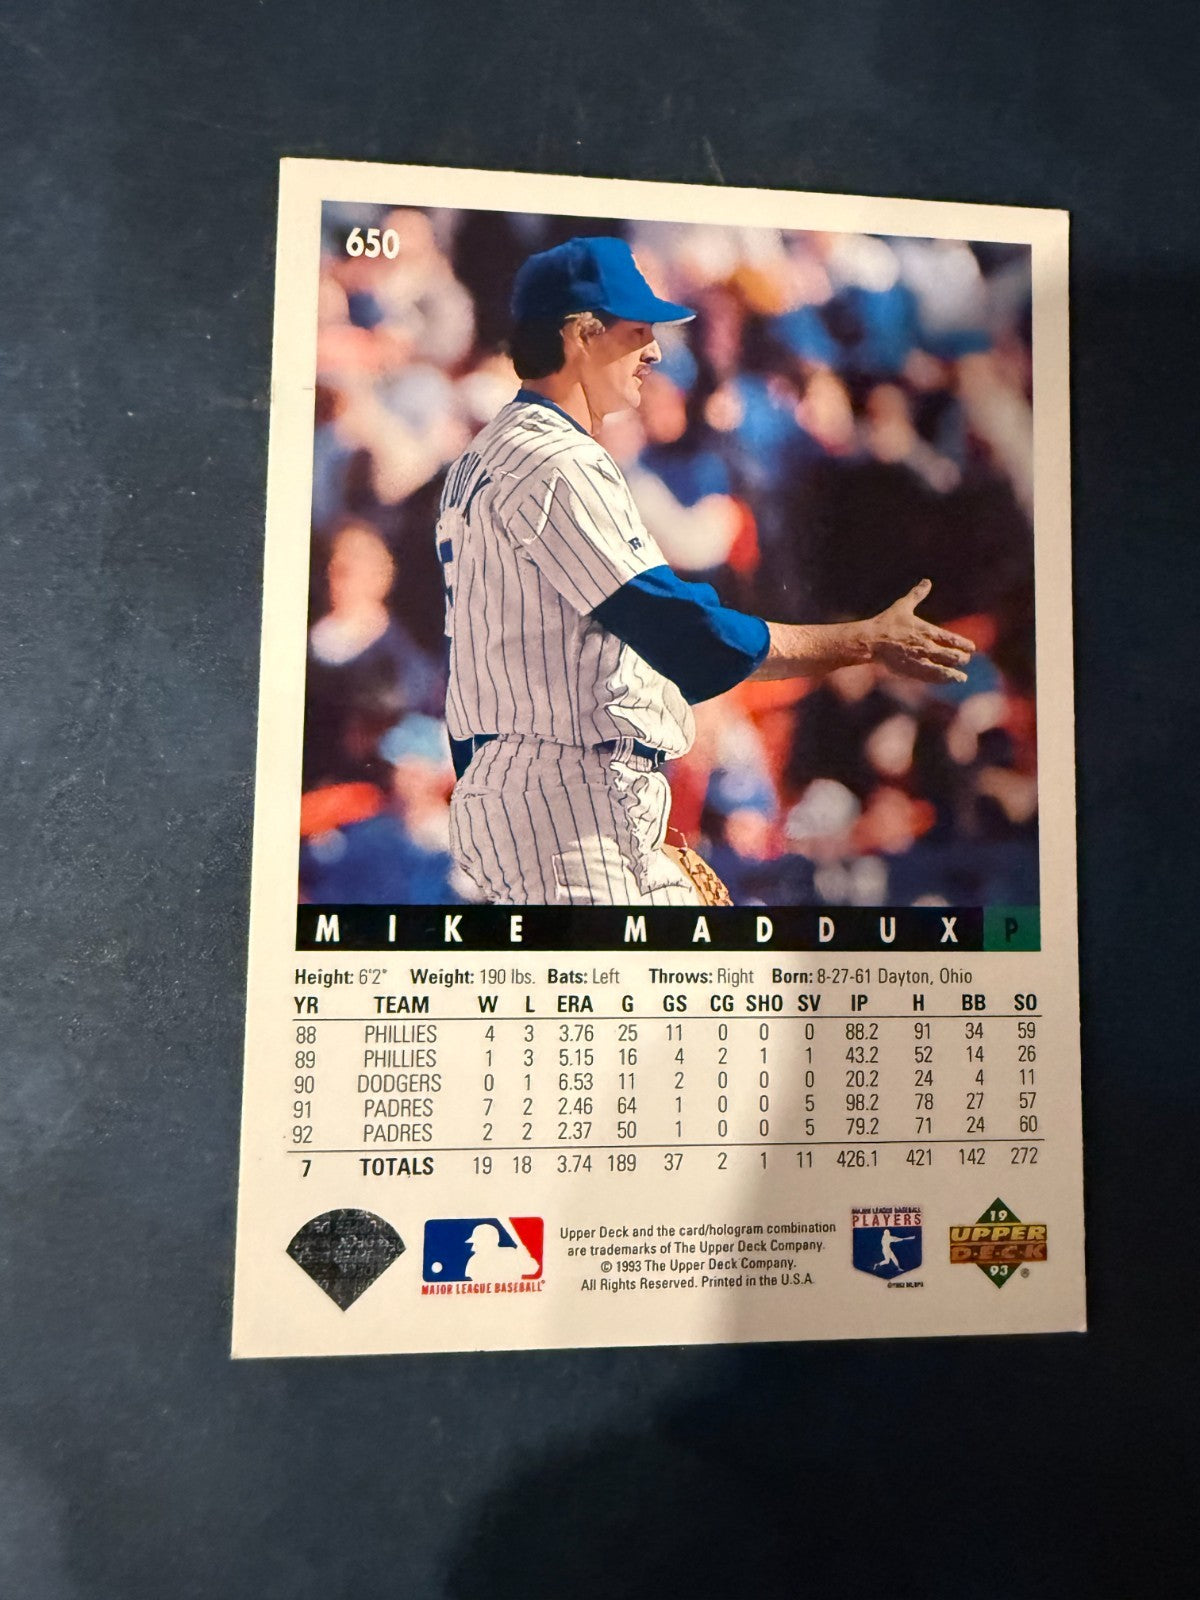 650
MIKE MADDUX P
Height: 6'2" Weight: 190 lbs. Bats: Left Throws: Right Born: 8-27-61 Dayton, Ohio
YR TEAM W L ERA G GS CG SHO SV IP H BB SO
88 PHILLIES 4 3 3.76 25 11 0 0 0 88.2 91 34 59
89 PHILLIES 1 3 5.15 16 4 2 1 1 43.2 52 14 26
90 DODGERS 0 1 6.53 11 2 0 0 0 20.2 24 4 11
91 PADRES 7 2 2.46 64 1 0 0 5 98.2 78 27 57
92 PADRES 2 2 2.37 50 1 0 0 5 79.2 71 24 60
7 TOTALS 19 18 3.74 189 37 2 1 11 426.1 421 142 272
MAJOR LEAGUE BASEBALL
Upper Deck and the card/hologram combination
are trademarks of The Upper Deck Company.
© 1993 The Upper Deck Company.
All Rights Reserved. Printed in the U.S.A.
MAJOR LEAGUE BASEBALL
PLAYERS
19
UPPER
DECK
93 ®